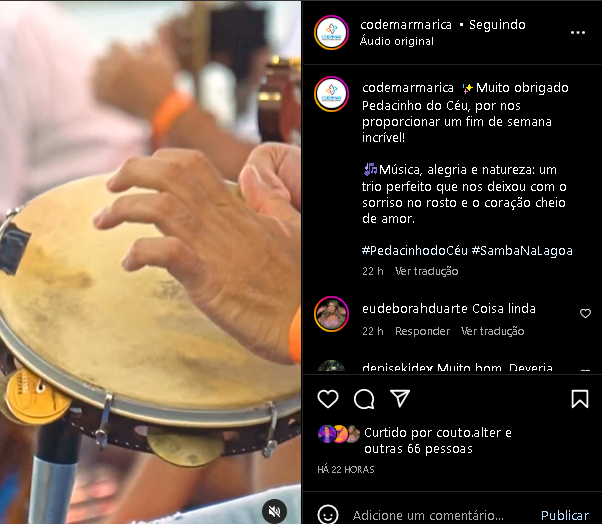 codemarmarica • Seguindo
Áudio original
codemarmarica ✨Muito obrigado
Pedacinho do Céu, por nos
proporcionar um fim de semana
incrível!
🎶Música, alegria e natureza: um
trio perfeito que nos deixou com o
sorriso no rosto e o coração cheio
de amor.
#PedacinhodoCéu #SambaNaLagoa
22 h Ver tradução
eudeborahduarte Coisa linda
22 h Responder Ver tradução
denisekidex Muito bom. Deveria
Curtido por couto.alter e
outras 66 pessoas
HÁ 22 HORAS
Adicione um comentário... Publicar